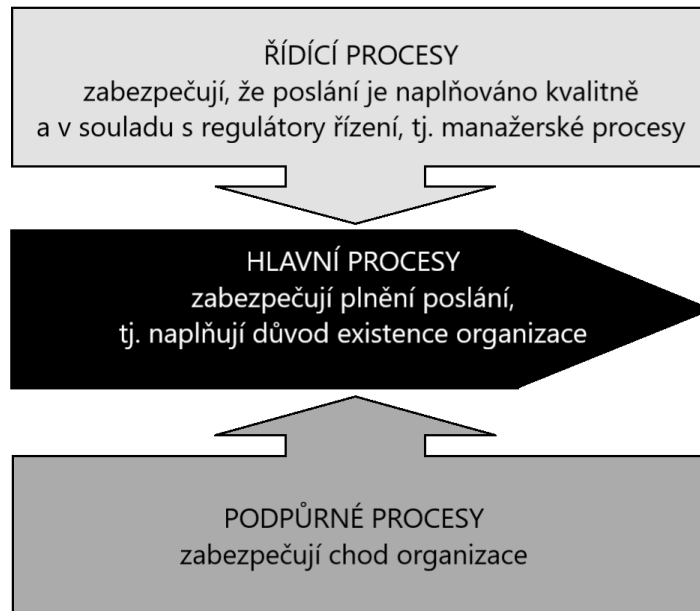 ŘÍDÍCÍ PROCESY
zabezpečují, že poslání je naplňováno kvalitně
a v souladu s regulátory řízení, tj. manažerské procesy
HLAVNÍ PROCESY
zabezpečují plnění poslání,
tj. naplňují důvod existence organizace
PODPŮRNÉ PROCESY
zabezpečují chod organizace